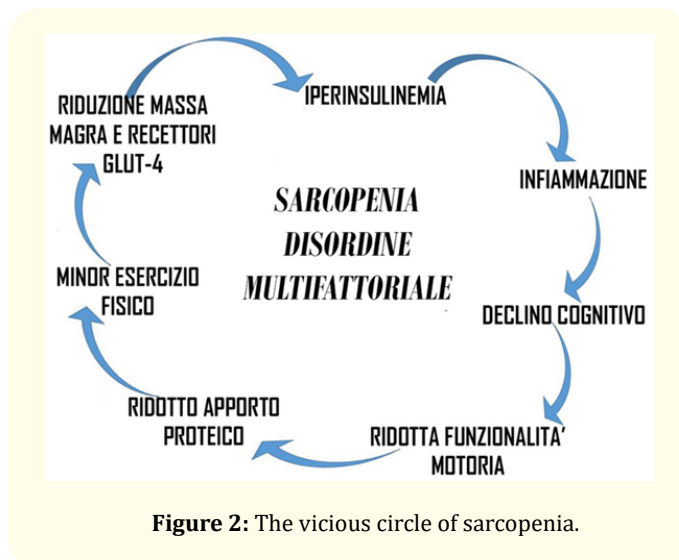 IPERINSULINEMIA
INFIAMMAZIONE
DECLINO COGNITIVO
RIDOTTA FUNZIONALITA'
MOTORIA
RIDOTTO APPORTO
PROTEICO
MINOR ESERCIZIO
FISICO
RIDUZIONE MASSA
MAGRA E RECETTORI
GLUT-4
SARCOPENIA
DISORDINE
MULTIFATTORIALE
Figure 2: The vicious circle of sarcopenia.